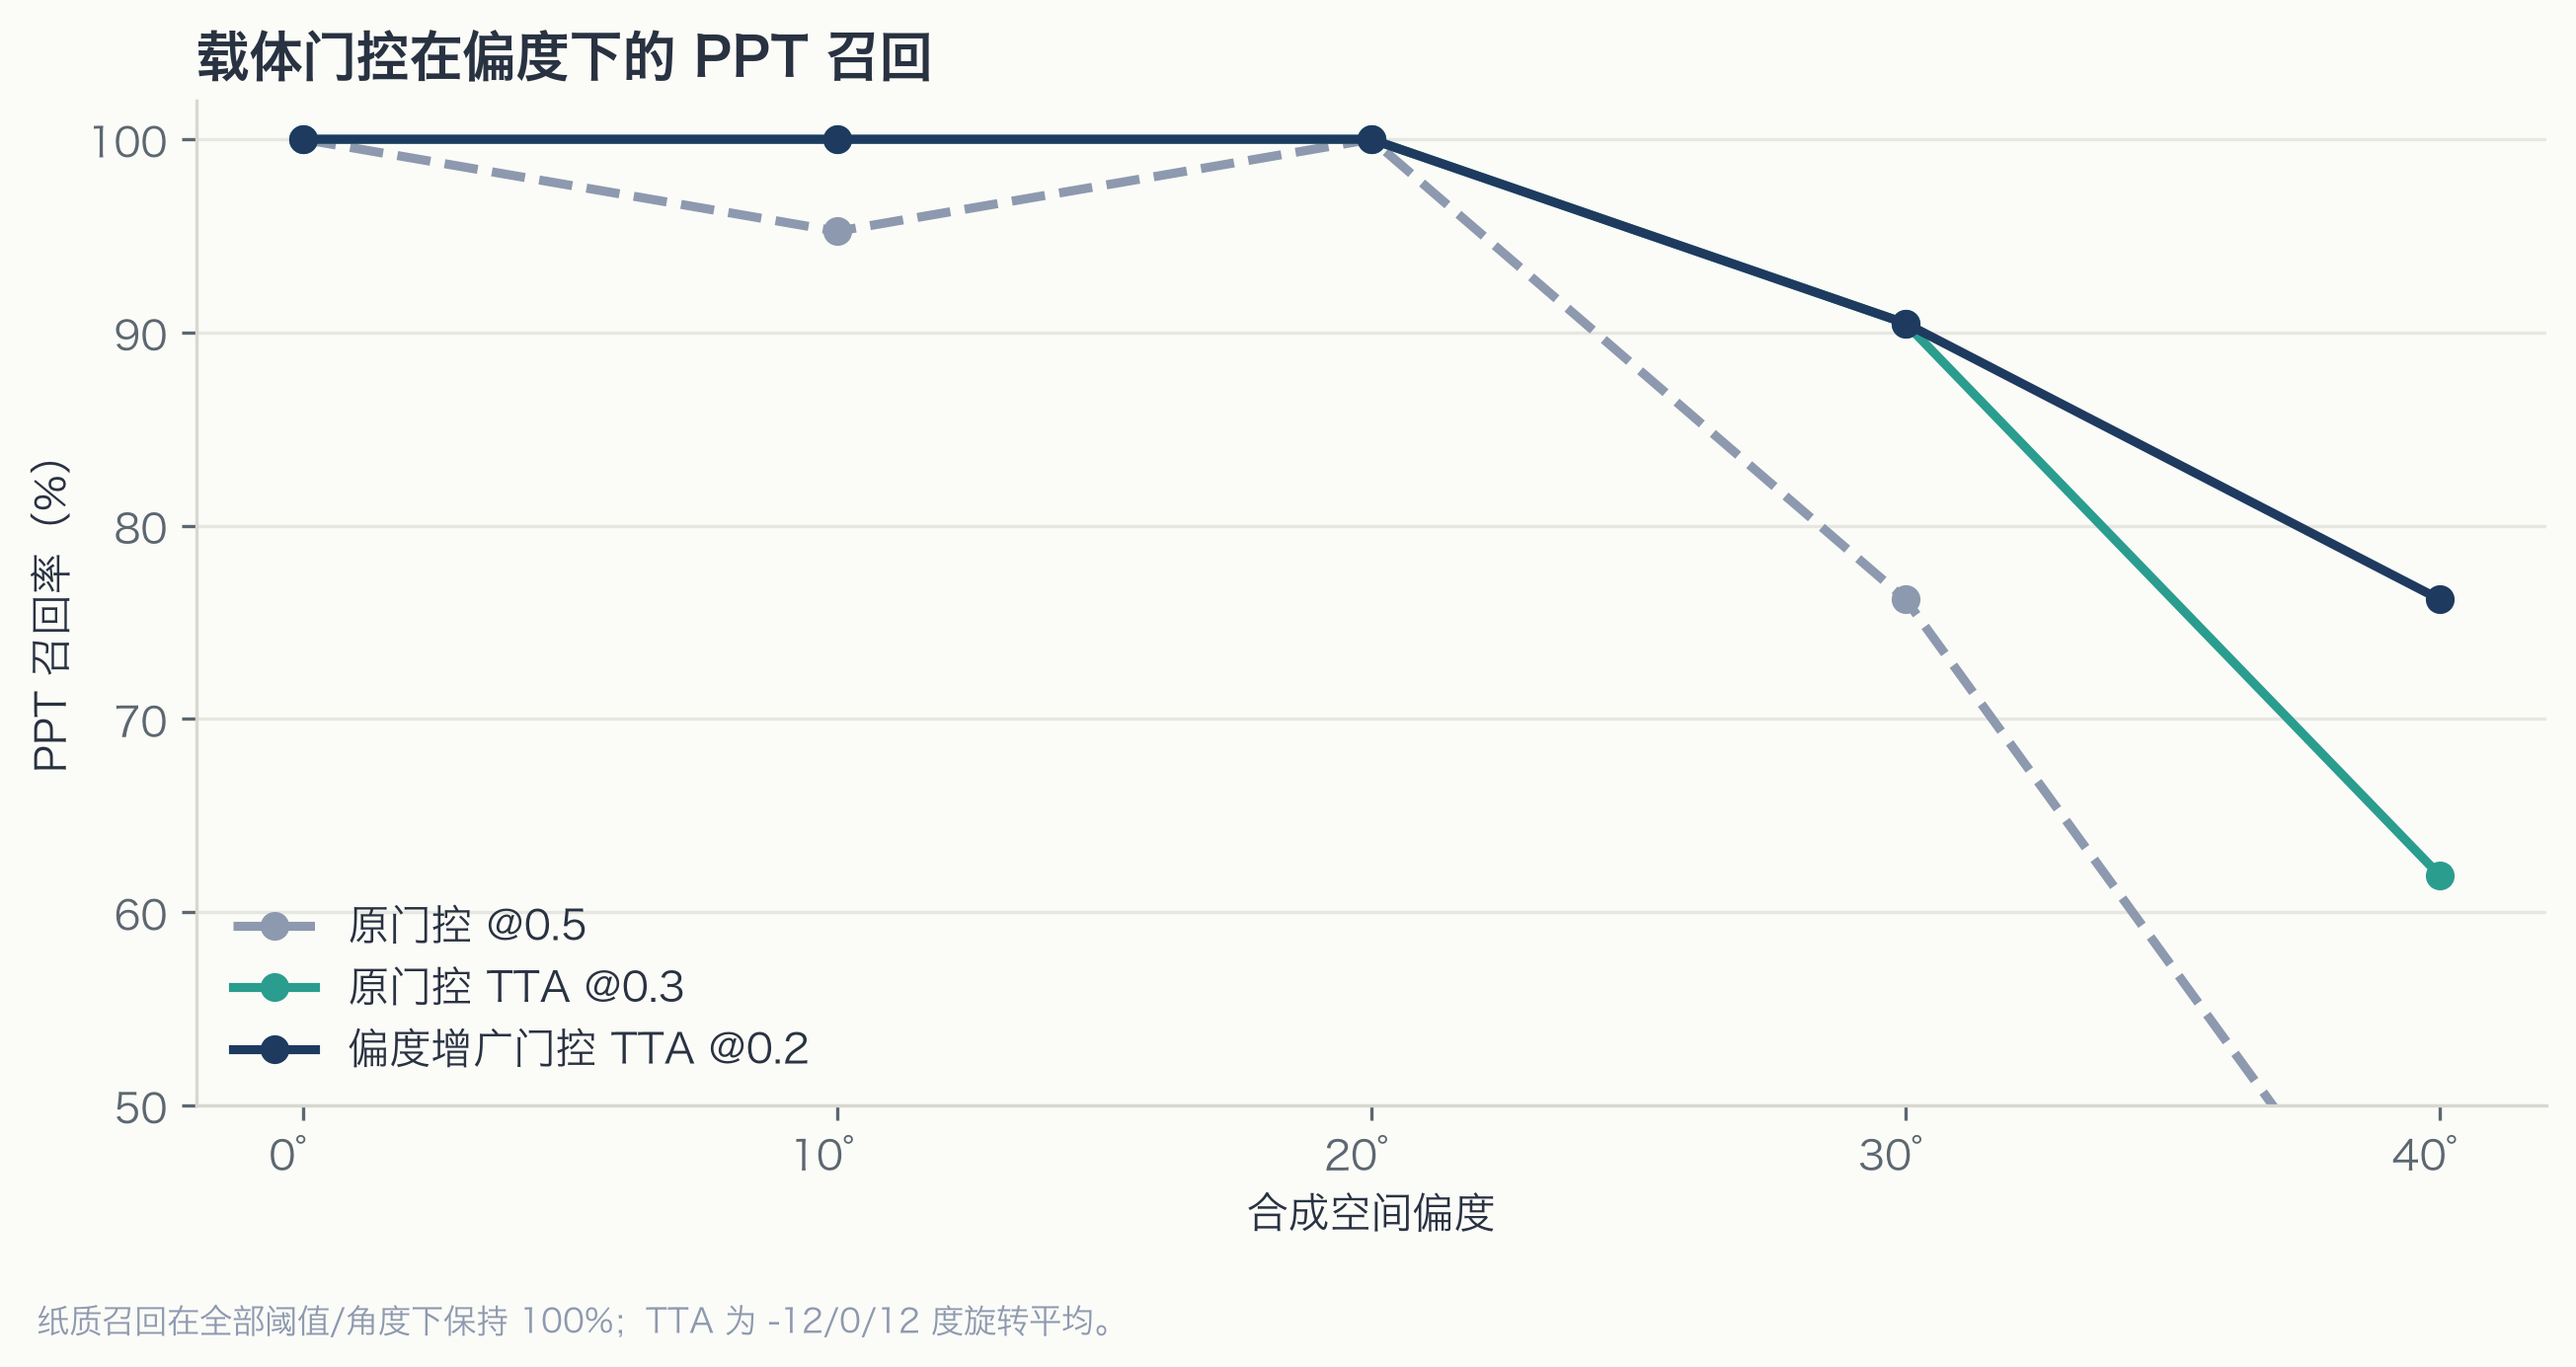 载体门控在偏度下的 PPT 召回
PPT 召回率 (%)
100
90
80
70
60
50
原门控 @0.5
原门控 TTA @0.3
偏度增广门控 TTA @0.2
0°
10°
20°
30°
40°
合成空间偏度
纸质召回在全部阈值/角度下保持 100%；TTA 为 -12/0/12 度旋转平均。